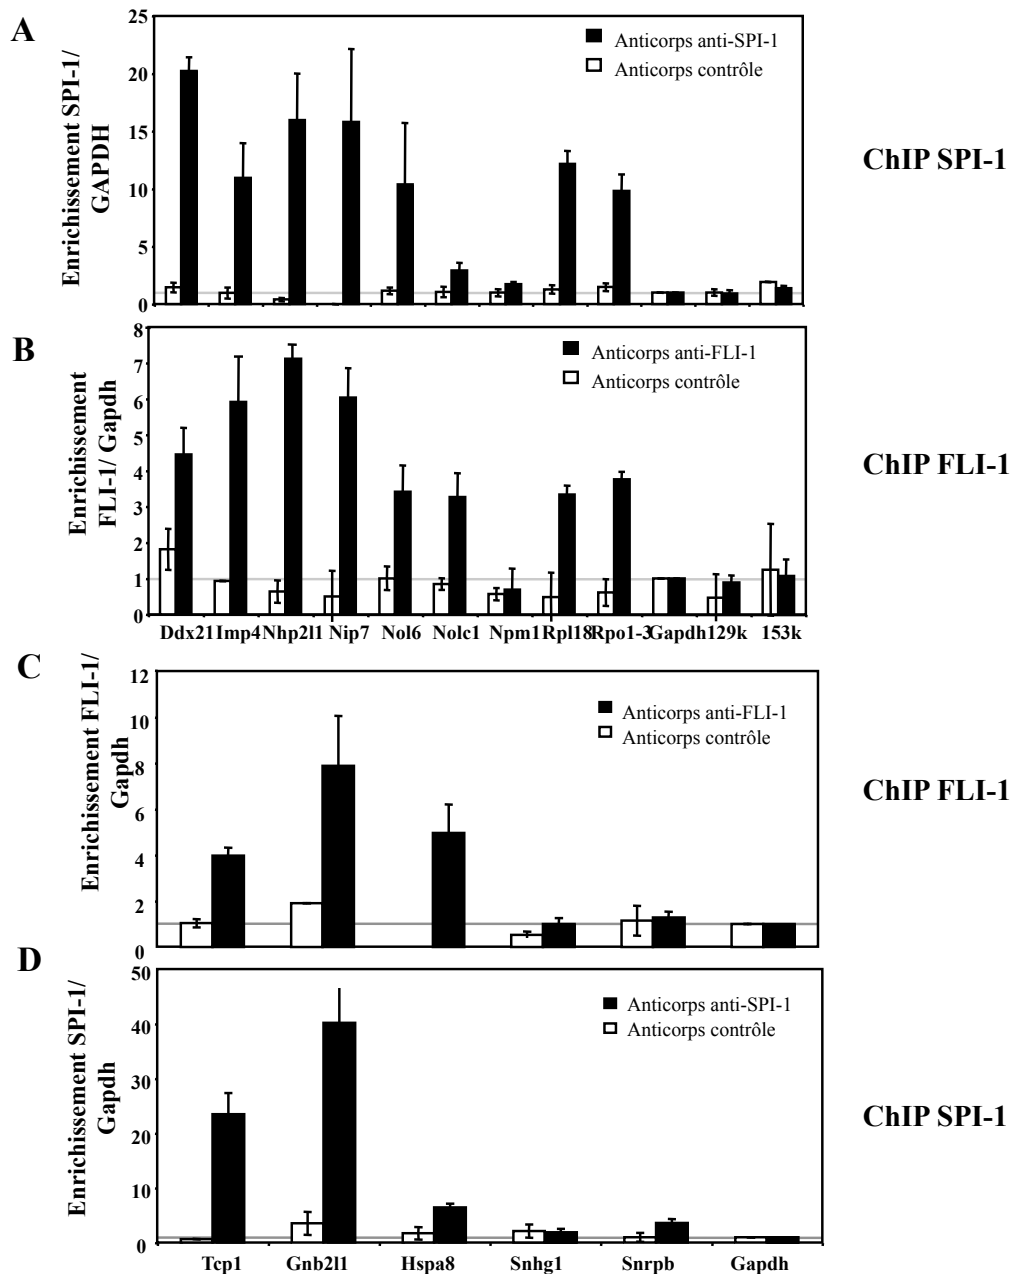 A
Enrichissement SPI-1/
GAPDH
25
20
15
10
5
0
Anticorps anti-SPI-1
Anticorps contrôle
ChIP SPI-1
B
Enrichissement
FLI-1/ Gapdh
8
7
6
5
4
3
2
1
0
Anticorps anti-FLI-1
Anticorps contrôle
ChIP FLI-1
Ddx21 Imp4 Nhp2l1 Nip7 Nol6 Nolc1 Npm1 Rpl18 Rpo1-3 Gapdh 129k 153k
C
Enrichissement FLI-1/
Gapdh
12
10
8
6
4
2
0
Anticorps anti-FLI-1
Anticorps contrôle
ChIP FLI-1
D
Enrichissement SPI-1/
Gapdh
50
40
30
20
10
0
Anticorps anti-SPI-1
Anticorps contrôle
ChIP SPI-1
Tcp1 Gnb2l1 Hspa8 Snhg1 Snrpb Gapdh